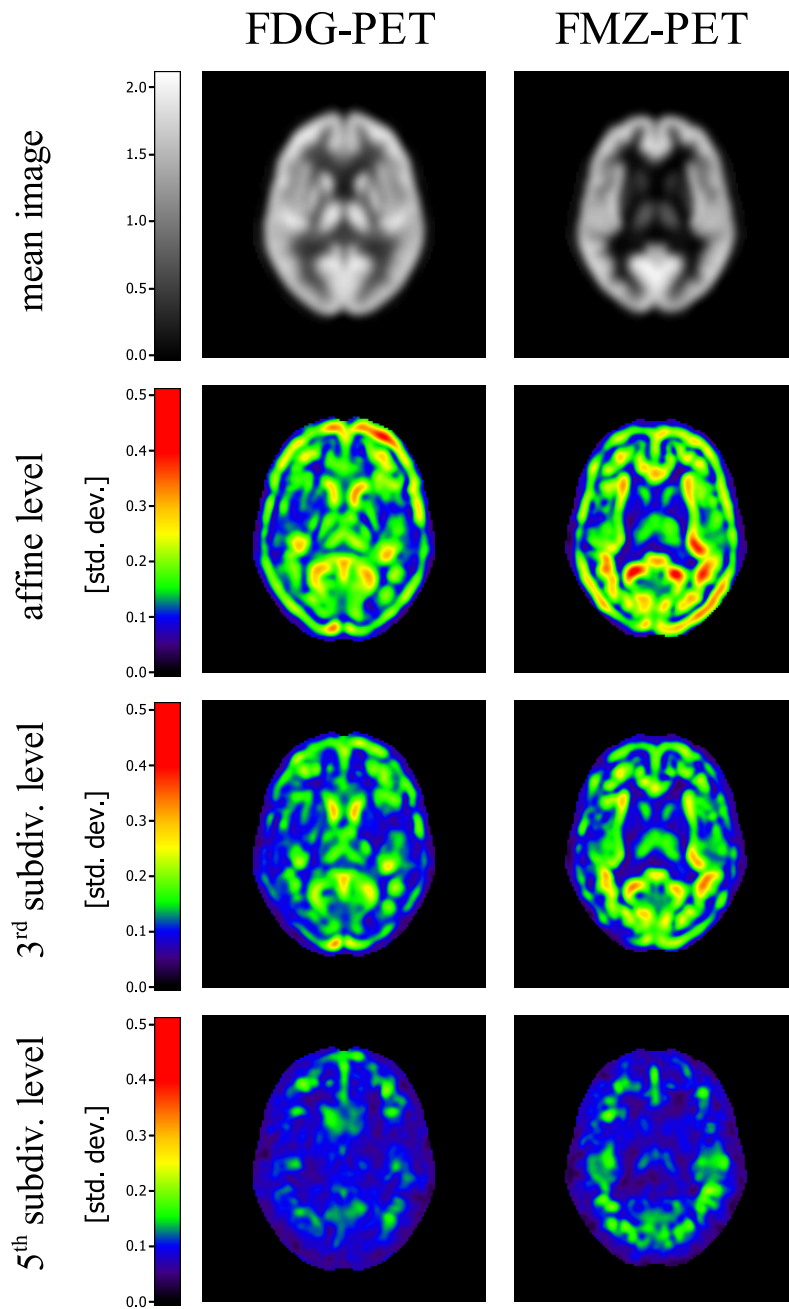 FDG-PET FMZ-PET
mean image
2.0
1.5
1.0
0.5
0.0
affine level
[std. dev.]
0.5
0.4
0.3
0.2
0.1
0.0
3rd subdiv. level
[std. dev.]
0.5
0.4
0.3
0.2
0.1
0.0
5th subdiv. level
[std. dev.]
0.5
0.4
0.3
0.2
0.1
0.0